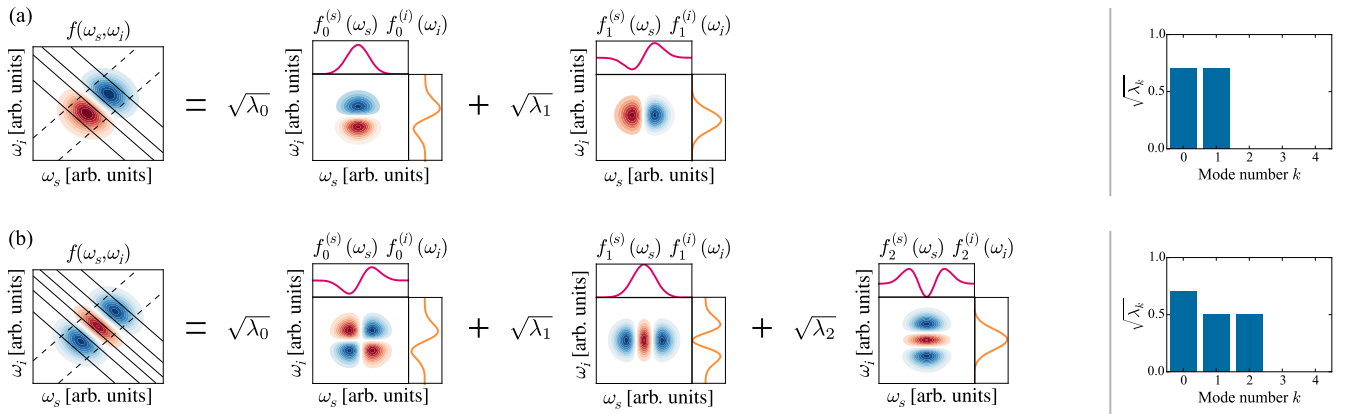 (a)
f(ω_s,ω_i)
ω_i [arb. units]
ω_s [arb. units]
=
√λ_0
f_0^(s)(ω_s) f_0^(i)(ω_i)
ω_i [arb. units]
ω_s [arb. units]
+
√λ_1
f_1^(s)(ω_s) f_1^(i)(ω_i)
ω_i [arb. units]
ω_s [arb. units]
√λ_k
1.0
0.5
0.0
0 1 2 3 4
Mode number k
(b)
f(ω_s,ω_i)
ω_i [arb. units]
ω_s [arb. units]
=
√λ_0
f_0^(s)(ω_s) f_0^(i)(ω_i)
ω_i [arb. units]
ω_s [arb. units]
+
√λ_1
f_1^(s)(ω_s) f_1^(i)(ω_i)
ω_i [arb. units]
ω_s [arb. units]
+
√λ_2
f_2^(s)(ω_s) f_2^(i)(ω_i)
ω_i [arb. units]
ω_s [arb. units]
√λ_k
1.0
0.5
0.0
0 1 2 3 4
Mode number k